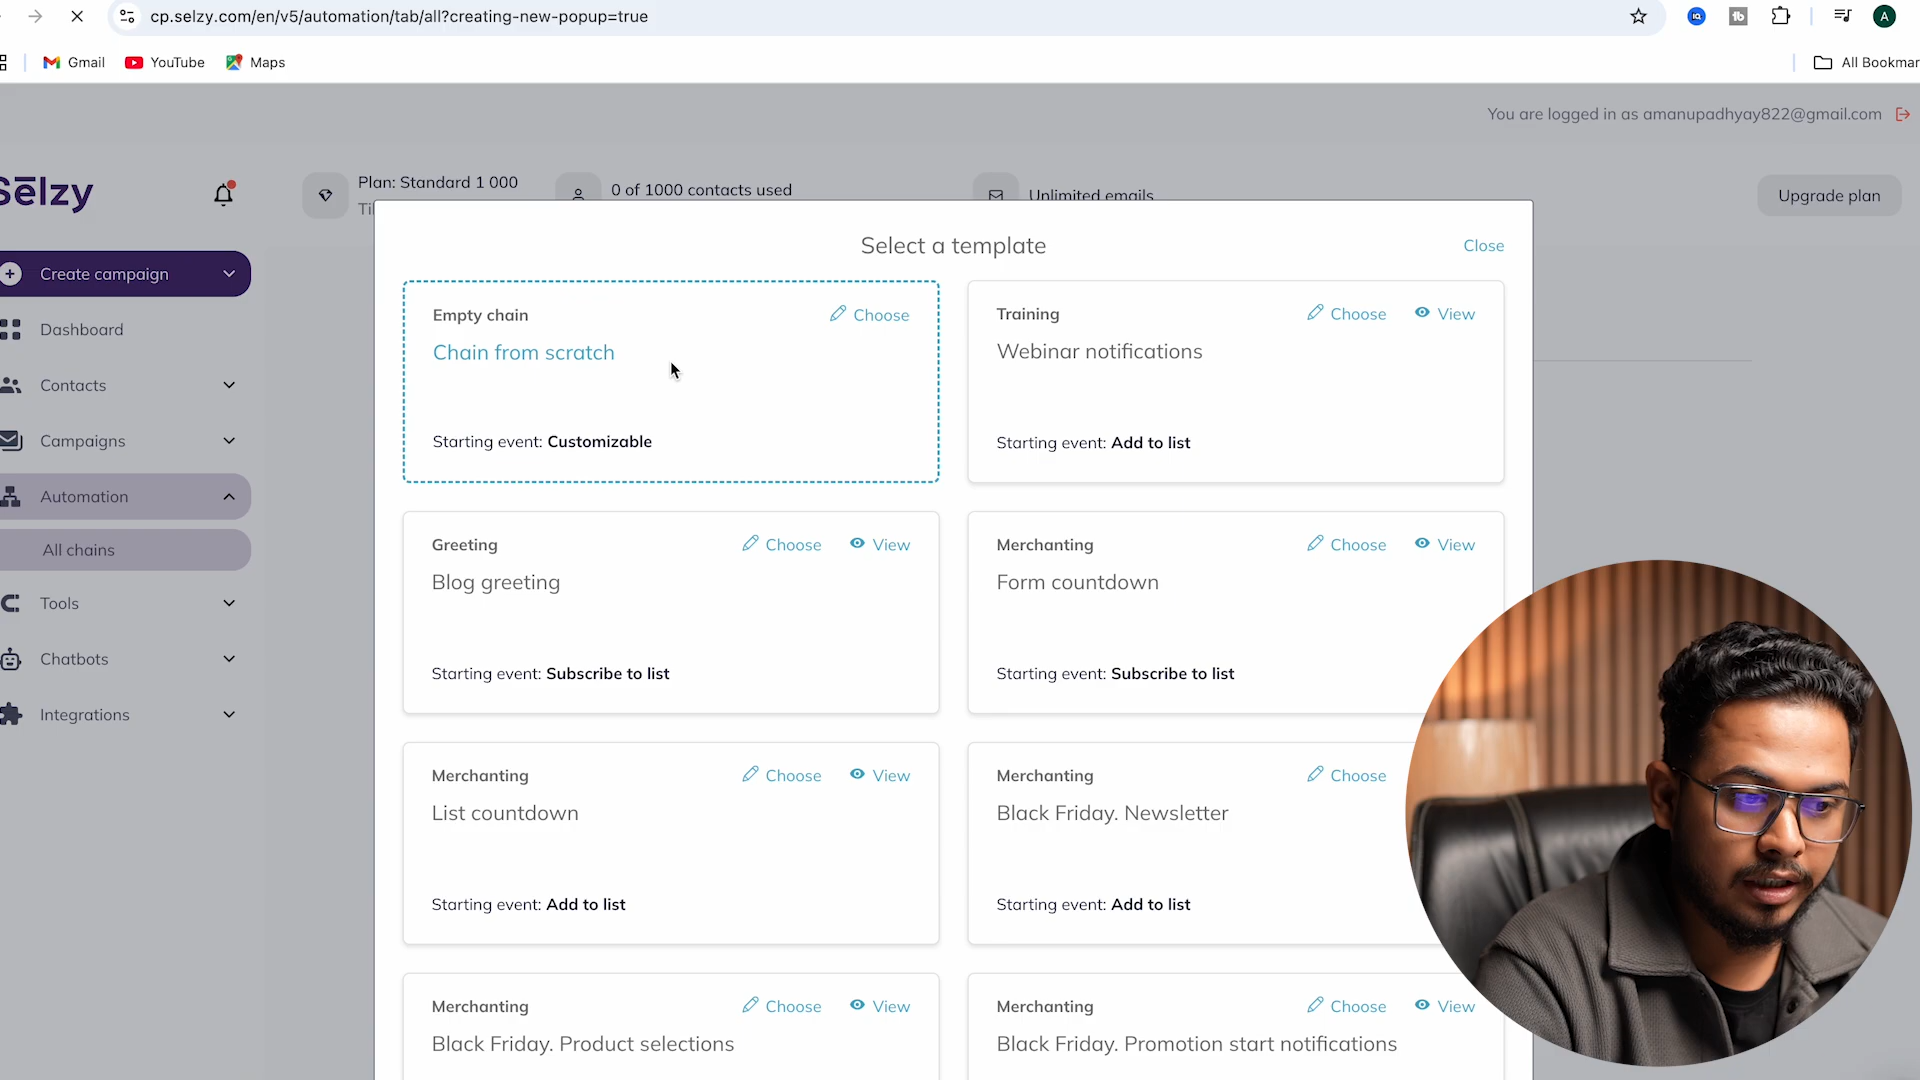 cp.selzy.com/en/v5/automation/tab/all?creating-new-popup=true
A
Gmail
YouTube
Maps
All Bookmar
You are logged in as amanupadhyay822@gmail.com
Selzy
Plan: Standard 1 000
0 of 1000 contacts used
Unlimited emails
Upgrade plan
Create campaign
Dashboard
Contacts
Campaigns
Automation
All chains
Tools
Chatbots
Integrations
Select a template
Close
Empty chain
Choose
Chain from scratch
Starting event: Customizable
Training
Choose
View
Webinar notifications
Starting event: Add to list
Greeting
Choose
View
Blog greeting
Starting event: Subscribe to list
Merchanting
Choose
View
Form countdown
Starting event: Subscribe to list
Merchanting
Choose
View
List countdown
Starting event: Add to list
Merchanting
Choose
Black Friday. Newsletter
Starting event: Add to list
Merchanting
Choose
View
Black Friday. Product selections
Merchanting
Choose
View
Black Friday. Promotion start notifications